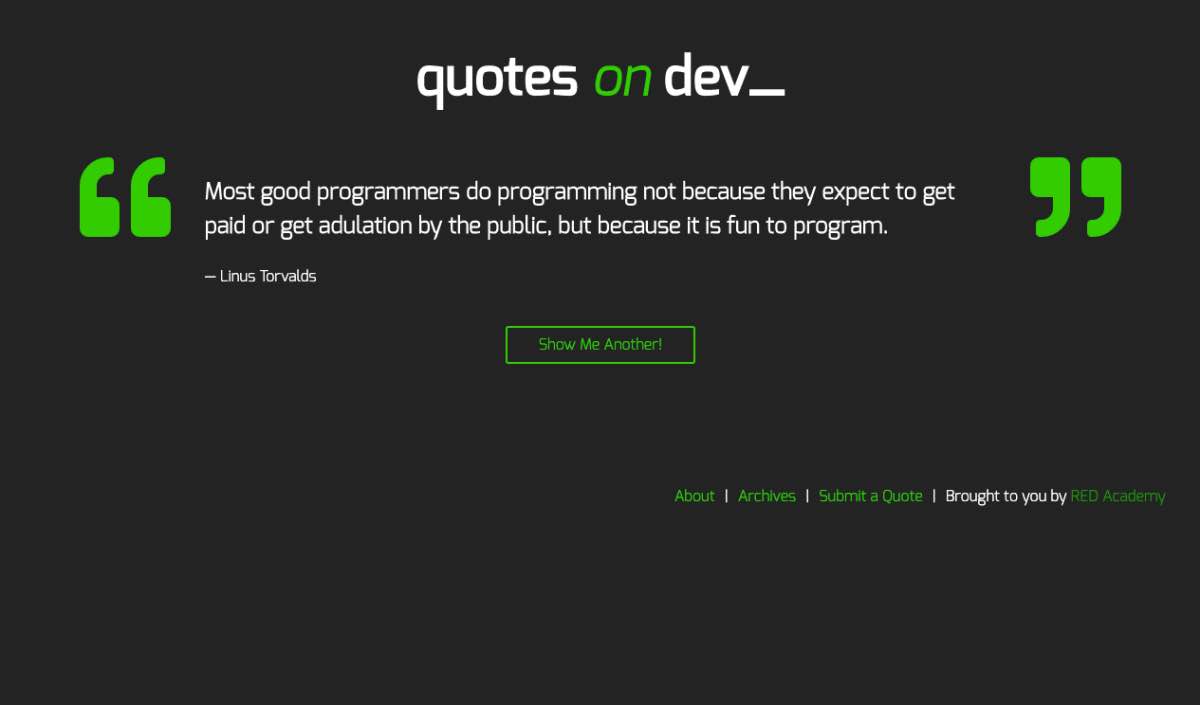 quotes on dev_
Most good programmers do programming not because they expect to get
paid or get adulation by the public, but because it is fun to program.
— Linus Torvalds
Show Me Another!
About | Archives | Submit a Quote | Brought to you by RED Academy